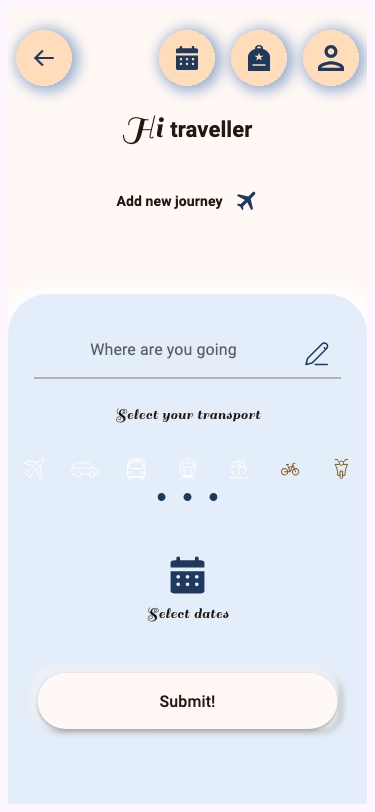 Hi traveller
Add new journey
Where are you going
Select your transport
Select dates
Submit!